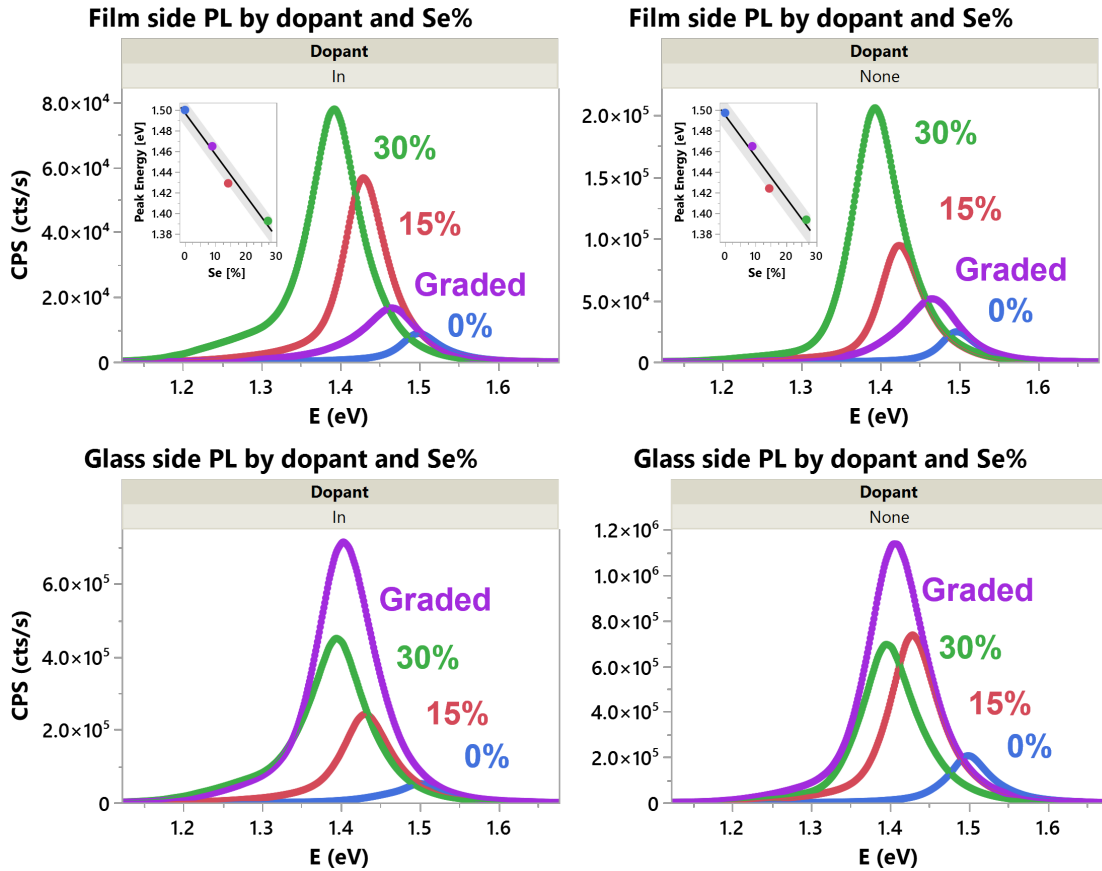 Film side PL by dopant and Se%
Dopant
In
CPS (cts/s)
8.0×10⁴
6.0×10⁴
4.0×10⁴
2.0×10⁴
0
Peak Energy [eV]
1.50
1.48
1.46
1.44
1.42
1.40
1.38
0
10
20
30
Se [%]
30%
15%
Graded
0%
1.2
1.3
1.4
1.5
1.6
E (eV)
Film side PL by dopant and Se%
Dopant
None
2.0×10⁵
1.5×10⁵
1.0×10⁵
5.0×10⁴
0
Peak Energy [eV]
1.50
1.48
1.46
1.44
1.42
1.40
1.38
0
10
20
30
Se [%]
30%
15%
Graded
0%
1.2
1.3
1.4
1.5
1.6
E (eV)
Glass side PL by dopant and Se%
Dopant
In
CPS (cts/s)
6.0×10⁵
4.0×10⁵
2.0×10⁵
0
Graded
30%
15%
0%
1.2
1.3
1.4
1.5
1.6
E (eV)
Glass side PL by dopant and Se%
Dopant
None
1.2×10⁶
1.0×10⁶
8.0×10⁵
6.0×10⁵
4.0×10⁵
2.0×10⁵
0
Graded
30%
15%
0%
1.2
1.3
1.4
1.5
1.6
E (eV)